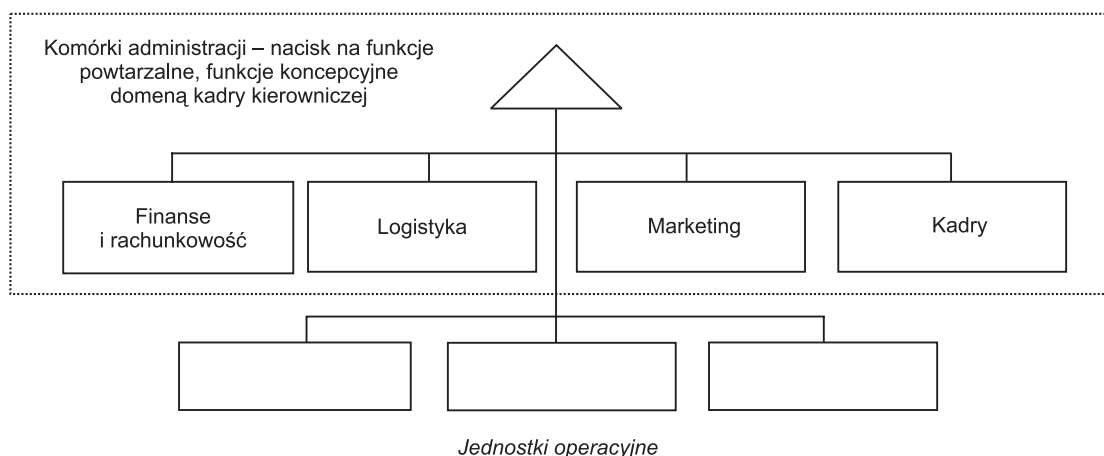 Komórki administracji – nacisk na funkcje
powtarzalne, funkcje koncepcyjne
domeną kadry kierowniczej
Finanse
i rachunkowość
Logistyka
Marketing
Kadry
Jednostki operacyjne